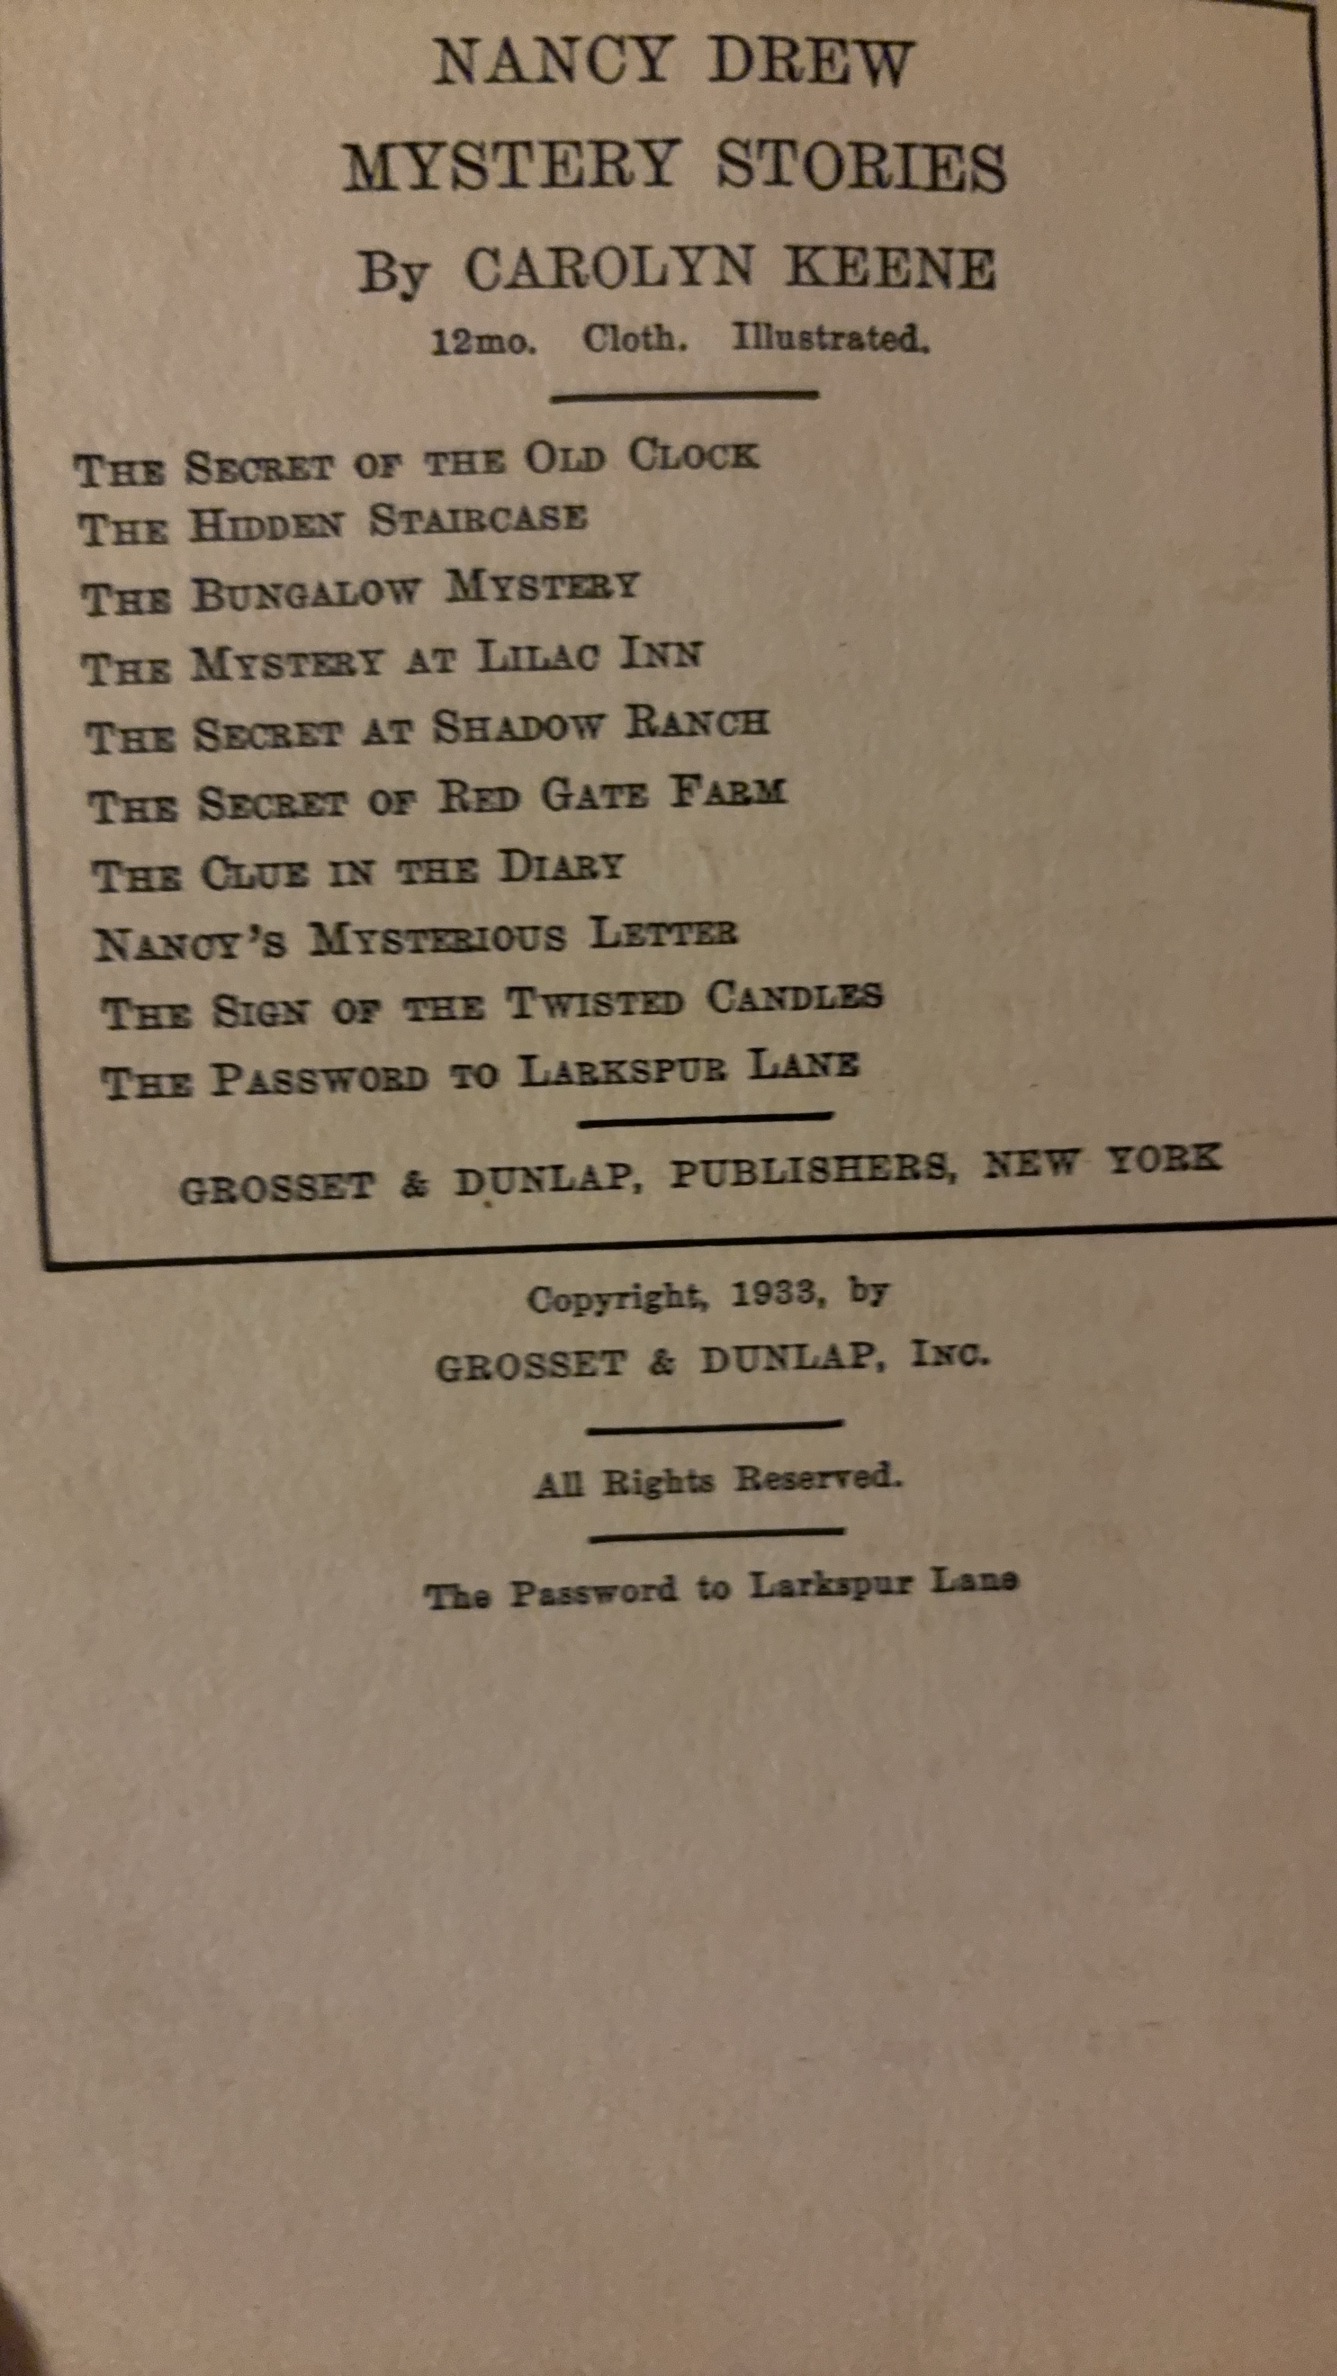 NANCY DREW
MYSTERY STORIES
By CAROLYN KEENE
12mo. Cloth. Illustrated.
THE SECRET OF THE OLD CLOCK
THE HIDDEN STAIRCASE
THE BUNGALOW MYSTERY
THE MYSTERY AT LILAC INN
THE SECRET AT SHADOW RANCH
THE SECRET OF RED GATE FARM
THE CLUE IN THE DIARY
NANCY'S MYSTERIOUS LETTER
THE SIGN OF THE TWISTED CANDLES
THE PASSWORD TO LARKSPUR LANE
GROSSET & DUNLAP, PUBLISHERS, NEW YORK
Copyright, 1933, by
GROSSET & DUNLAP, INC.
All Rights Reserved.
The Password to Larkspur Lane